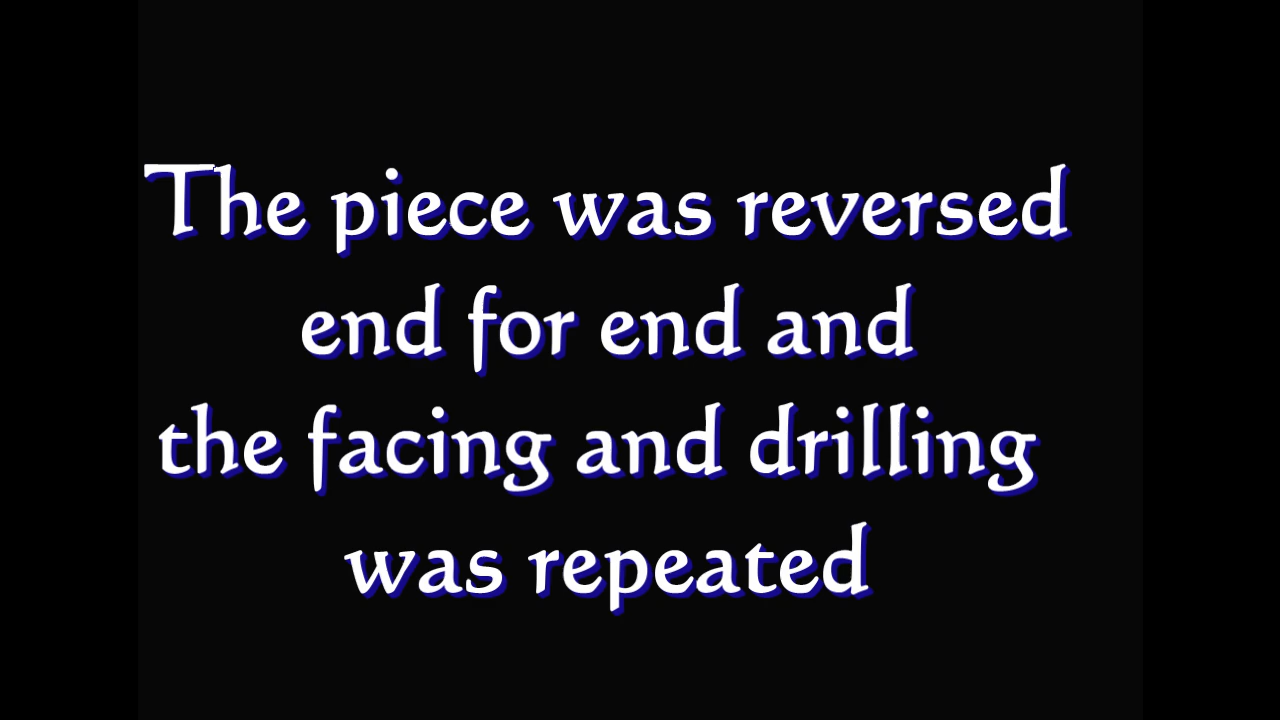 The piece was reversed
end for end and
the facing and drilling
was repeated